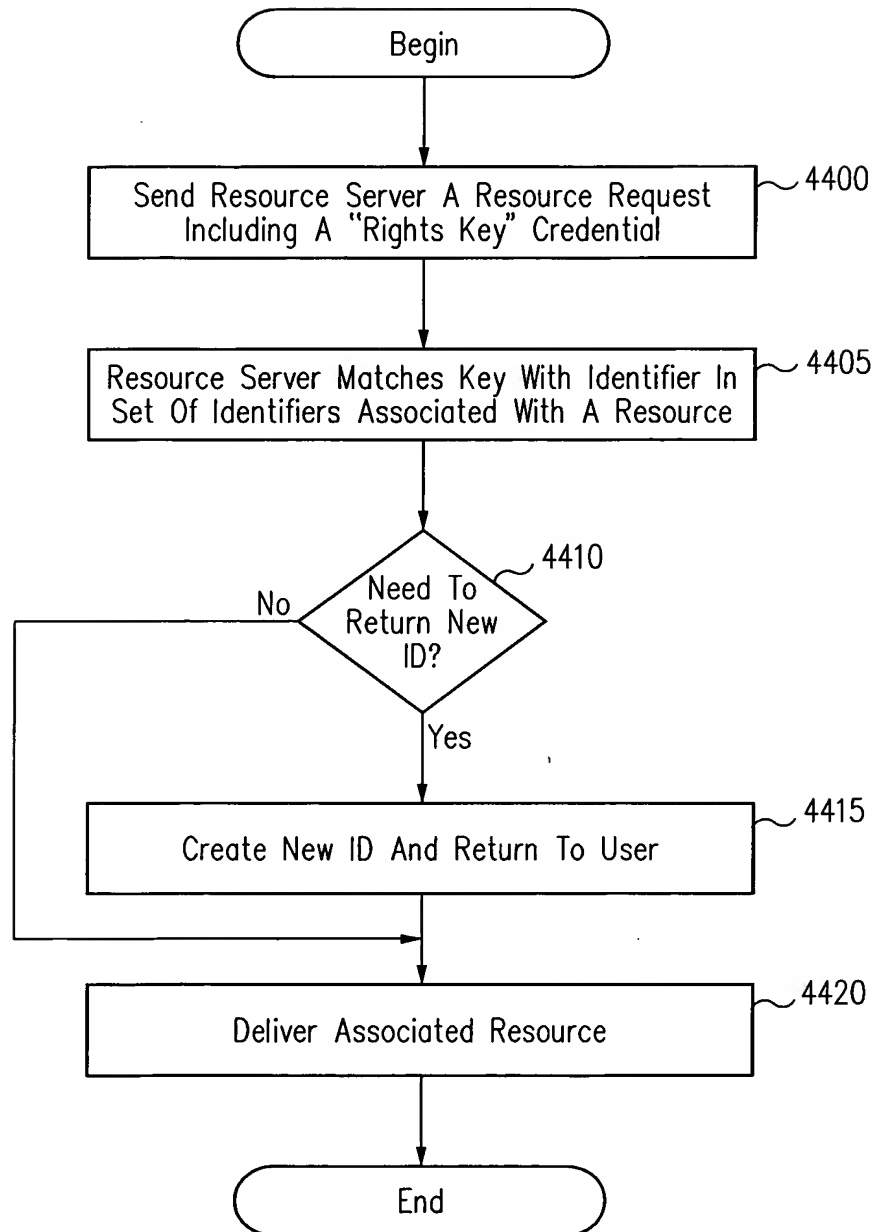 Begin
Send Resource Server A Resource Request
Including A "Rights Key" Credential
4400
Resource Server Matches Key With Identifier In
Set Of Identifiers Associated With A Resource
4405
Need To
Return New
ID?
4410
No
Yes
Create New ID And Return To User
4415
Deliver Associated Resource
4420
End